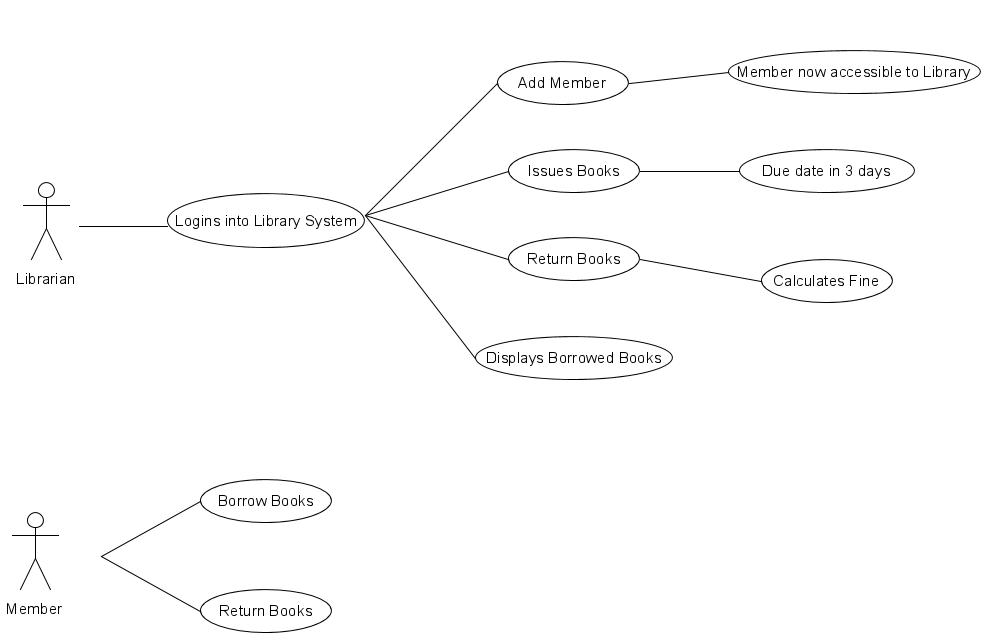 Member now accessible to Library
Add Member
Issues Books
Due date in 3 days
Logins into Library System
Return Books
Librarian
Calculates Fine
Displays Borrowed Books
Borrow Books
Member
Return Books